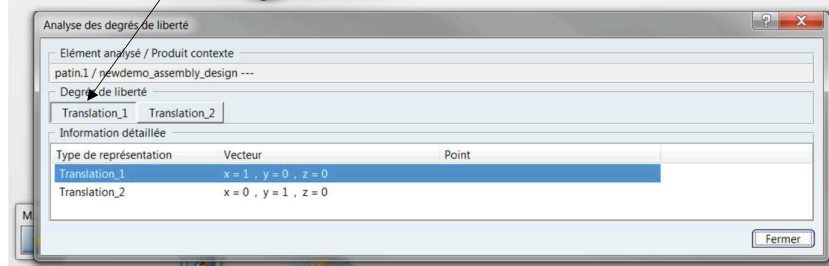 Analyse des degrés de liberté
Elément analysé / Produit contexte
patin.1 / newdemo_assembly_design ---
Degrés de liberté
Translation_1 Translation_2
Information détaillée
Type de représentation Vecteur Point
Translation_1 x = 1 , y = 0 , z = 0
Translation_2 x = 0 , y = 1 , z = 0
M
Fermer